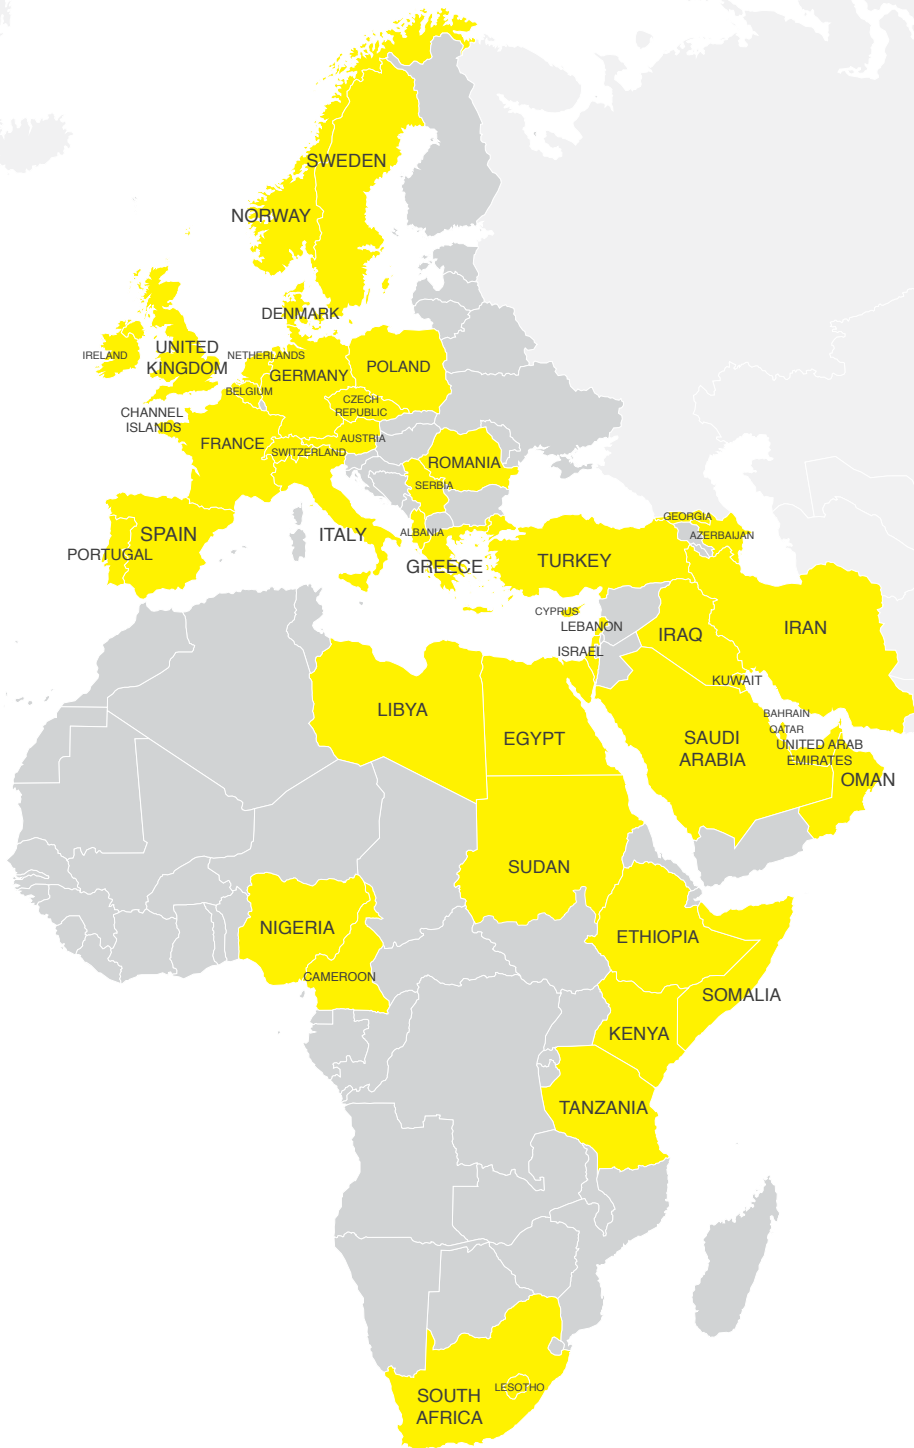 SWEDEN
NORWAY
DENMARK
IRELAND
UNITED
KINGDOM
NETHERLANDS
GERMANY
POLAND
BELGIUM
CZECH
REPUBLIC
CHANNEL
ISLANDS
FRANCE
AUSTRIA
SWITZERLAND
ROMANIA
SERBIA
SPAIN
PORTUGAL
ITALY
ALBANIA
GREECE
TURKEY
GEORGIA
AZERBAIJAN
CYPRUS
LEBANON
ISRAEL
IRAQ
IRAN
KUWAIT
BAHRAIN
QATAR
UNITED ARAB
EMIRATES
OMAN
SAUDI
ARABIA
LIBYA
EGYPT
SUDAN
NIGERIA
CAMEROON
ETHIOPIA
SOMALIA
KENYA
TANZANIA
LESOTHO
SOUTH
AFRICA